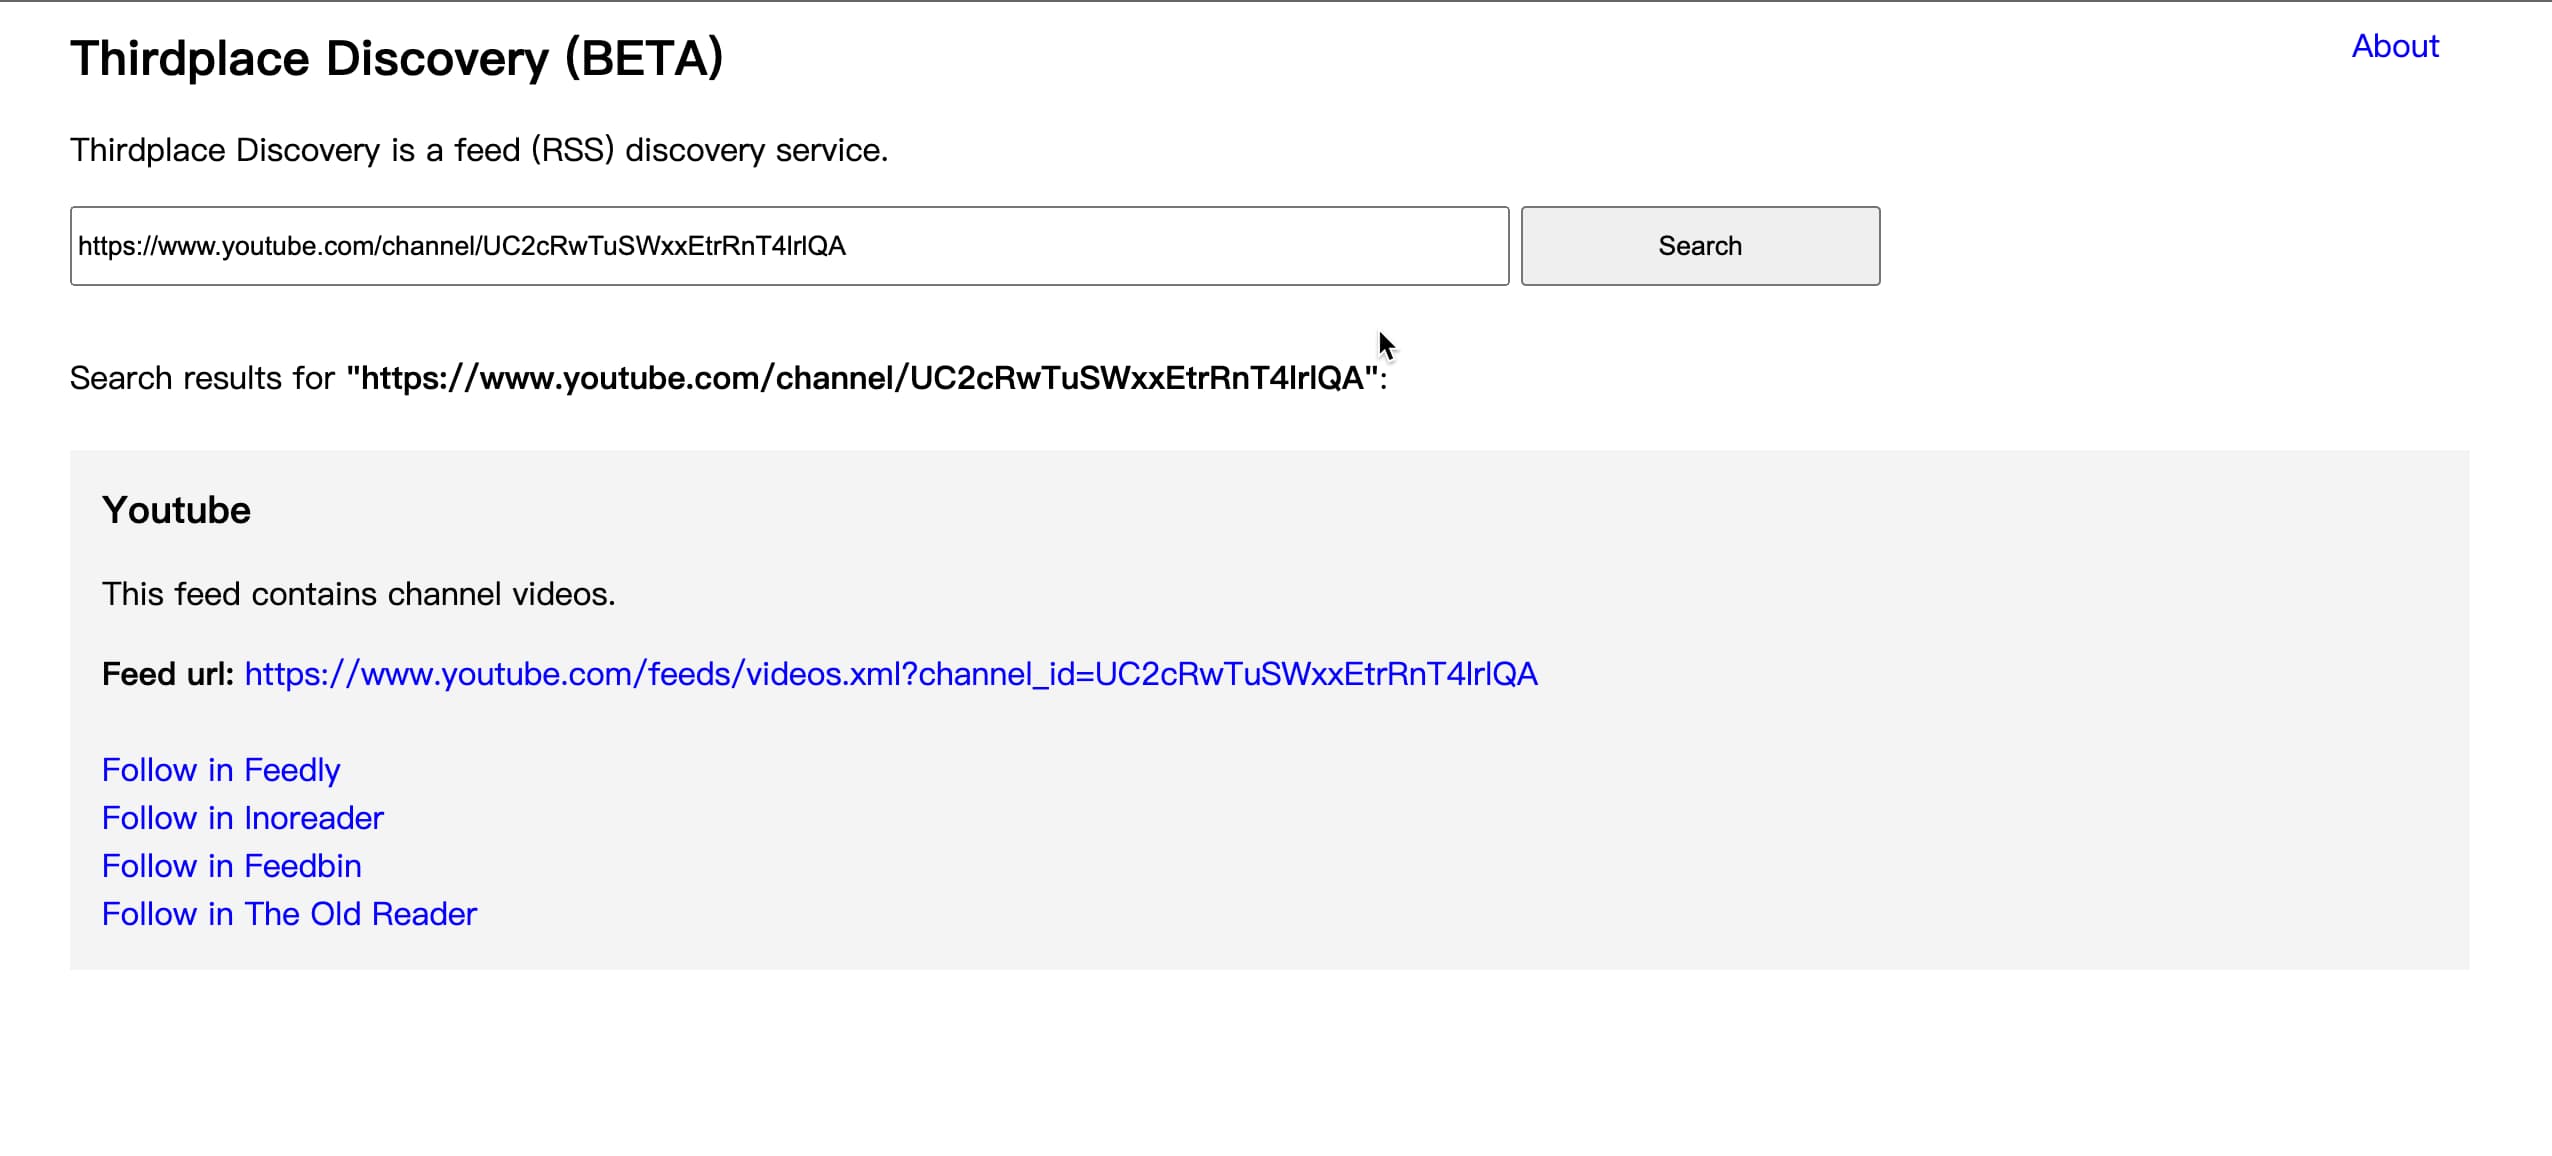 Thirdplace Discovery (BETA)
About
Thirdplace Discovery is a feed (RSS) discovery service.
https://www.youtube.com/channel/UC2cRwTuSWxxEtrRnT4lrlQA
Search
Search results for "https://www.youtube.com/channel/UC2cRwTuSWxxEtrRnT4lrlQA":
Youtube
This feed contains channel videos.
Feed url: https://www.youtube.com/feeds/videos.xml?channel_id=UC2cRwTuSWxxEtrRnT4lrlQA
Follow in Feedly
Follow in Inoreader
Follow in Feedbin
Follow in The Old Reader